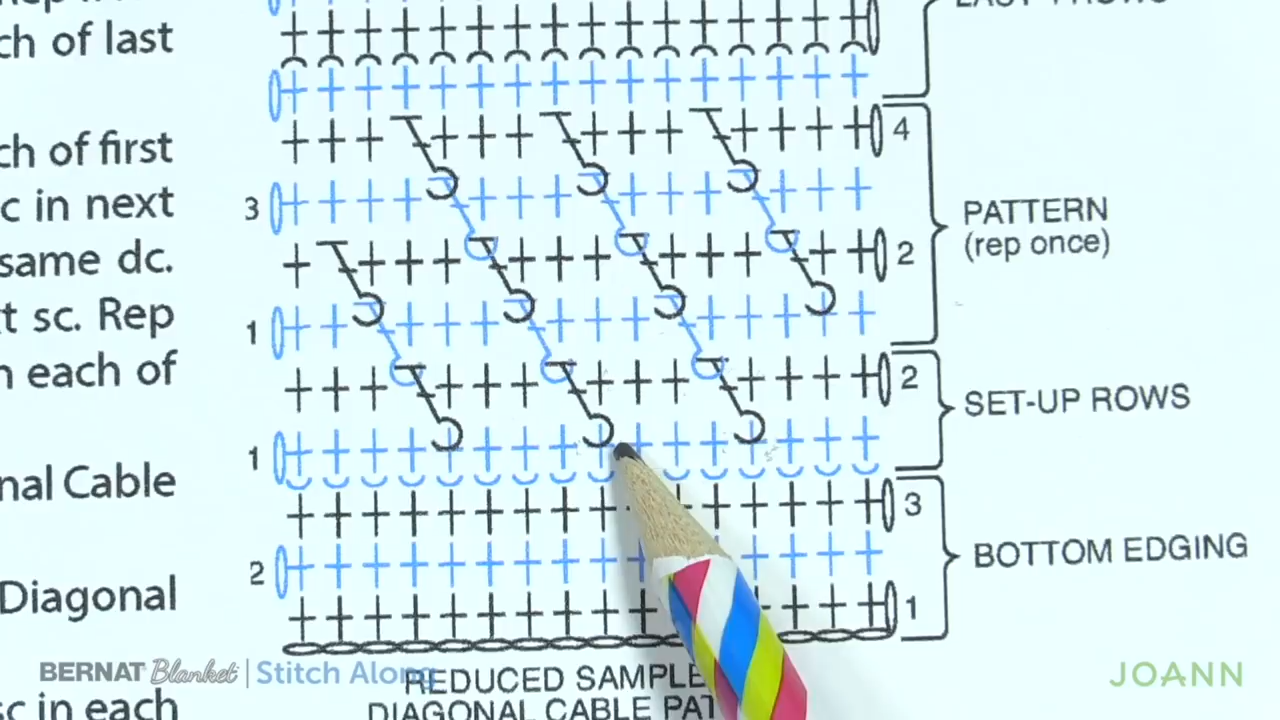 ch of last
ch of first
c in next
same dc.
t sc. Rep
n each of
nal Cable
Diagonal
sc in each
4
3
2
1
PATTERN
(rep once)
2
1
SET-UP ROWS
3
2
1
BOTTOM EDGING
REDUCED SAMPLE
DIAGONAL CABLE PAT
BERNAT Blanket | Stitch Along
JOANN